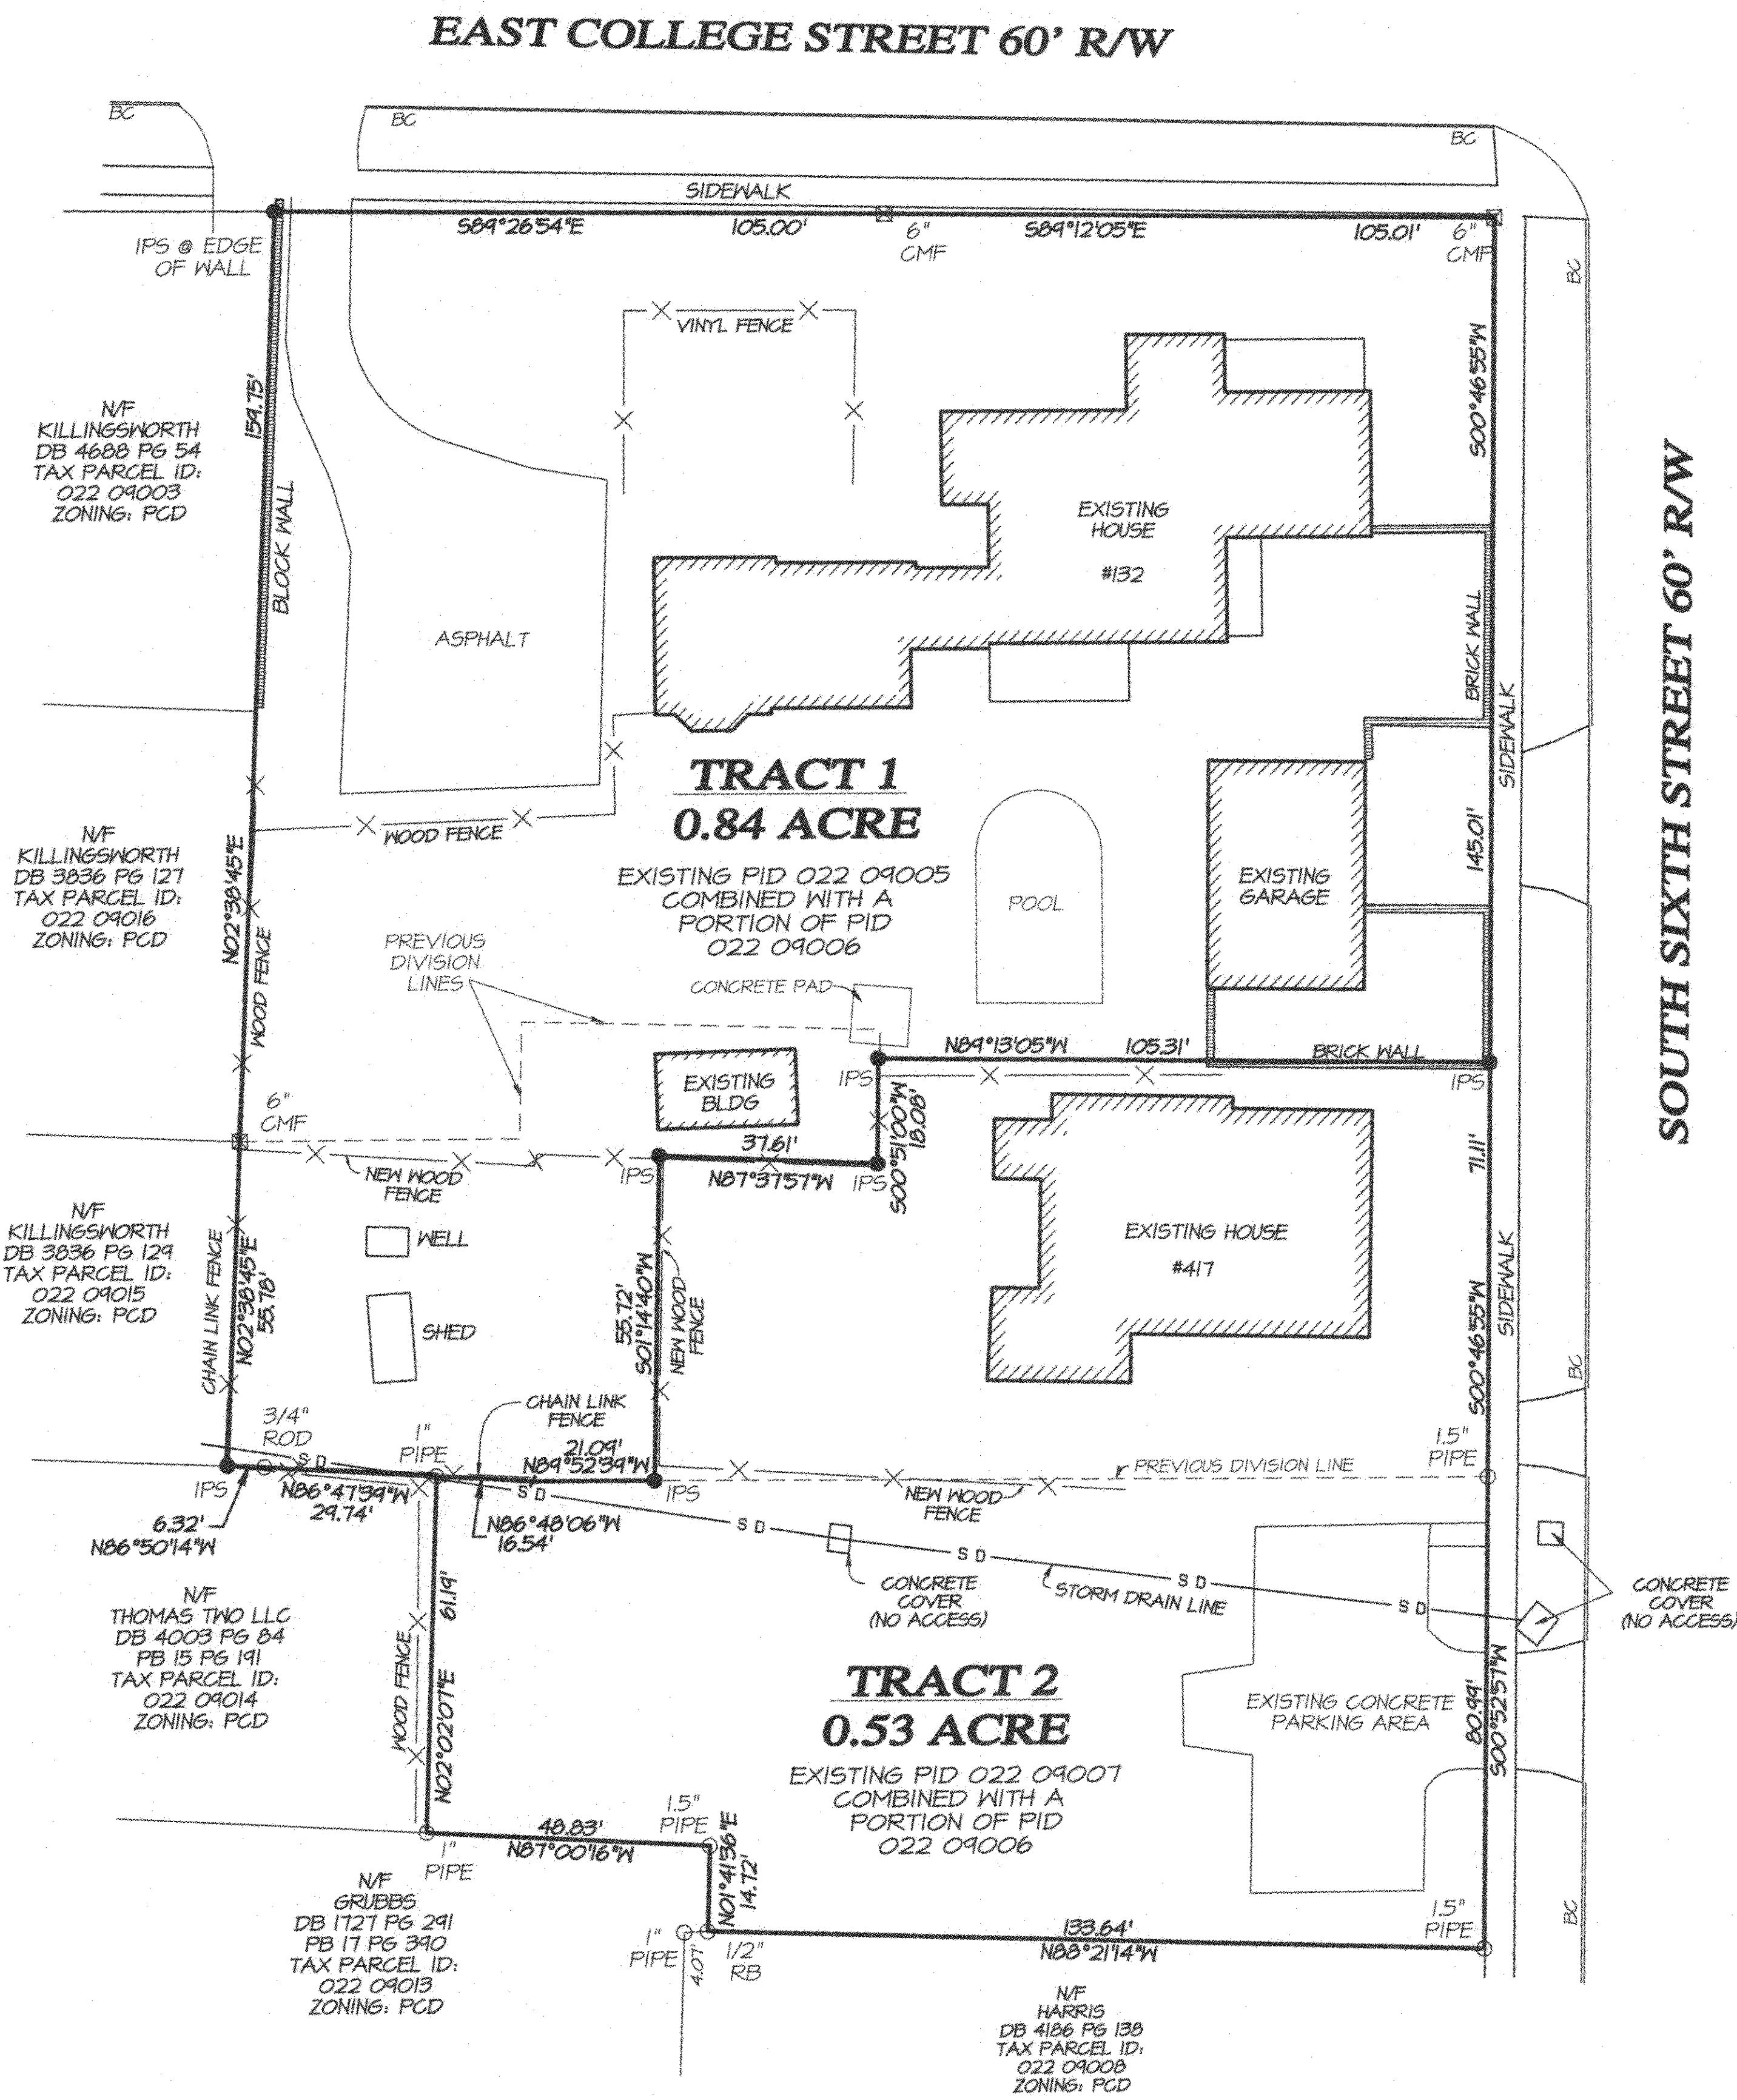 EAST COLLEGE STREET 60' R/W
BC
BC
BC
SIDEWALK
S89°26'54"E
105.00'
S89°12'05"E
105.01'
6"
CMF
6"
CMF
IPS @ EDGE
OF WALL
BC
VINYL FENCE
S00°46'55"W
159.75'
N/F
KILLINGSWORTH
DB 4688 PG 54
TAX PARCEL ID:
022 09003
ZONING: PCD
BLOCK WALL
EXISTING
HOUSE
#132
ASPHALT
BRICK WALL
SIDEWALK
SOUTH SIXTH STREET 60' R/W
TRACT 1
0.84 ACRE
EXISTING PID 022 09005
COMBINED WITH A
PORTION OF PID
022 09006
WOOD FENCE
145.01'
N/F
KILLINGSWORTH
DB 3836 PG 127
TAX PARCEL ID:
022 09016
ZONING: PCD
N02°38'45"E
WOOD FENCE
POOL
EXISTING
GARAGE
PREVIOUS
DIVISION
LINES
CONCRETE PAD
N89°13'05"W
105.31'
BRICK WALL
IPS
IPS
EXISTING
BLDG
6"
CMF
S00°51'00"W
18.08'
37.61'
N87°37'57"W
IPS
IPS
NEW WOOD
FENCE
71.11'
N/F
KILLINGSWORTH
DB 3836 PG 129
TAX PARCEL ID:
022 09015
ZONING: PCD
WELL
SHED
CHAIN LINK FENCE
N02°38'45"E
55.78'
55.72'
S01°14'40"W
NEW WOOD
FENCE
EXISTING HOUSE
#417
S00°46'55"W
SIDEWALK
BC
CHAIN LINK
FENCE
3/4"
ROD
1"
PIPE
21.09'
N89°52'39"W
IPS
IPS
S D
S D
N86°47'39"W
29.74'
6.32'
N86°50'14"W
N86°48'06"W
16.54'
PREVIOUS DIVISION LINE
NEW WOOD
FENCE
1.5"
PIPE
S D
S D
S D
S D
CONCRETE
COVER
(NO ACCESS)
STORM DRAIN LINE
CONCRETE
COVER
(NO ACCESS)
N/F
THOMAS TWO LLC
DB 4003 PG 84
PB 15 PG 191
TAX PARCEL ID:
022 09014
ZONING: PCD
WOOD FENCE
61.19'
N02°02'07"E
TRACT 2
0.53 ACRE
EXISTING PID 022 09007
COMBINED WITH A
PORTION OF PID
022 09006
EXISTING CONCRETE
PARKING AREA
80.99'
S00°52'57"W
48.83'
N87°00'16"W
1"
PIPE
1.5"
PIPE
N01°41'36"E
14.72'
1"
PIPE
4.07'
1/2"
RB
133.64'
N88°21'14"W
1.5"
PIPE
BC
N/F
GRUBBS
DB 1727 PG 291
PB 17 PG 390
TAX PARCEL ID:
022 09013
ZONING: PCD
N/F
HARRIS
DB 4186 PG 138
TAX PARCEL ID:
022 09008
ZONING: PCD